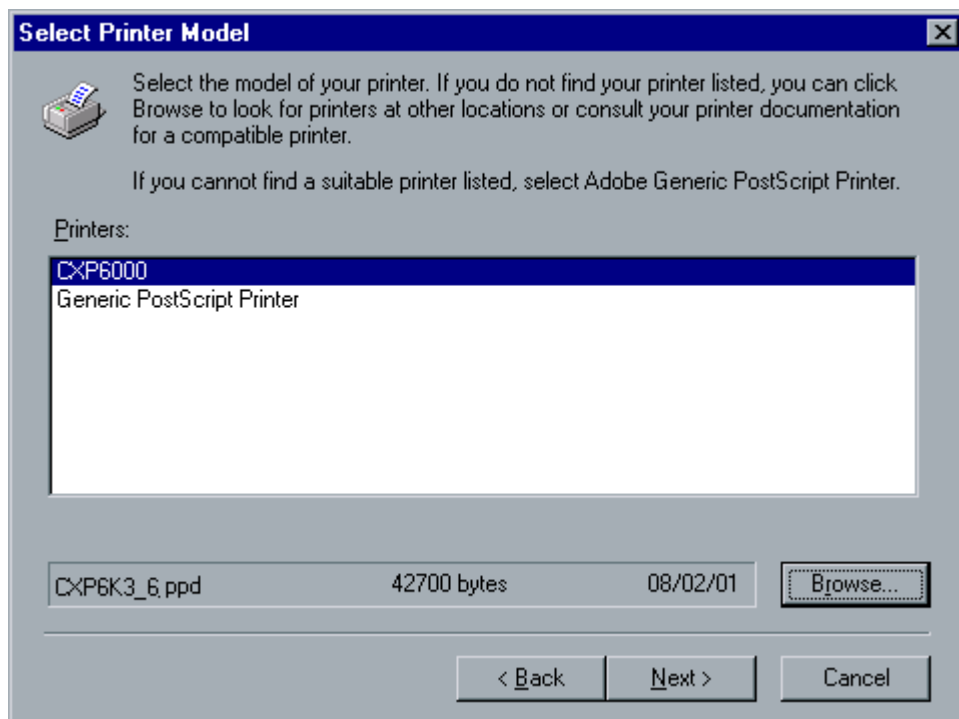 Select Printer Model
Select the model of your printer. If you do not find your printer listed, you can click
Browse to look for printers at other locations or consult your printer documentation
for a compatible printer.
If you cannot find a suitable printer listed, select Adobe Generic PostScript Printer.
Printers:
CXP6000
Generic PostScript Printer
CXP6K3_6.ppd 42700 bytes 08/02/01 Browse...
< Back Next > Cancel